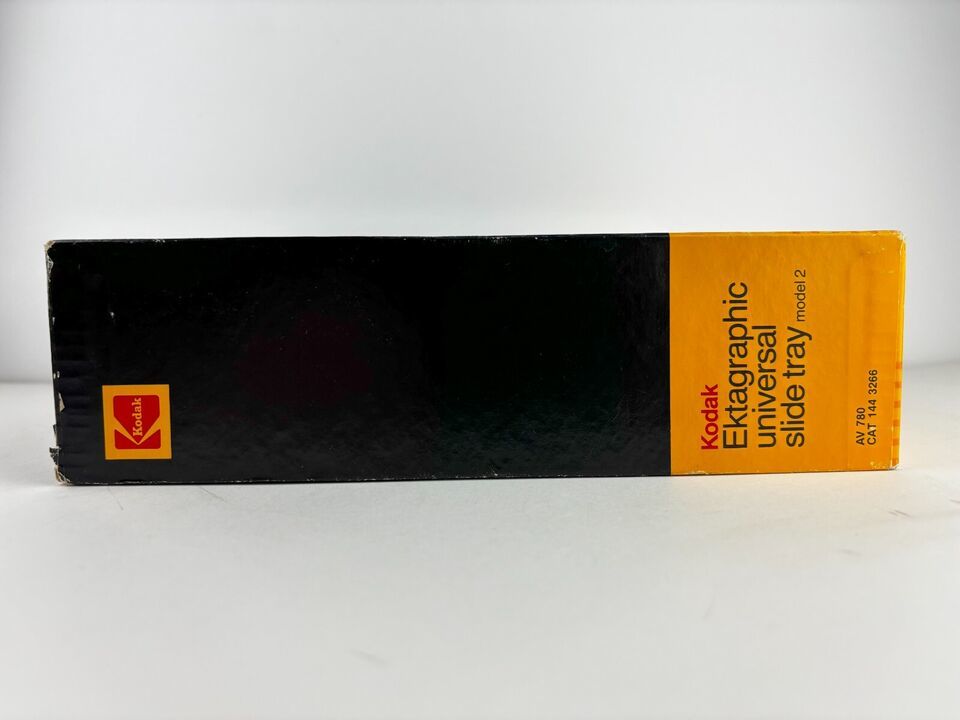 Kodak
Kodak
Ektagraphic
universal
slide tray model 2
AV 780
CAT 144 3266